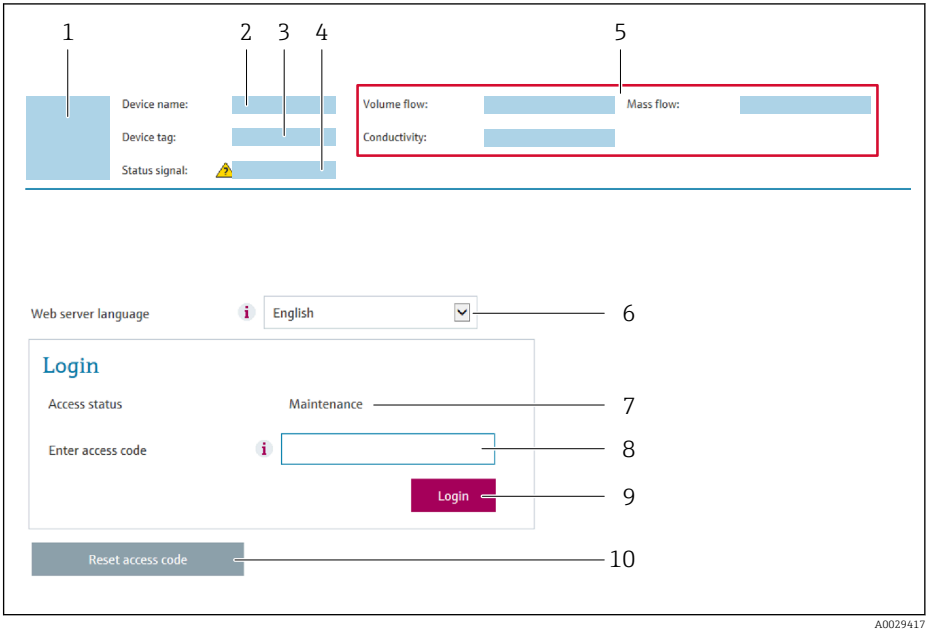 1 2 3 4 5
Device name: Volume flow: Mass flow:
Device tag: Conductivity:
Status signal: ?
Web server language i English 6
Login
Access status Maintenance 7
Enter access code i 8
Login 9
Reset access code 10
A0029417